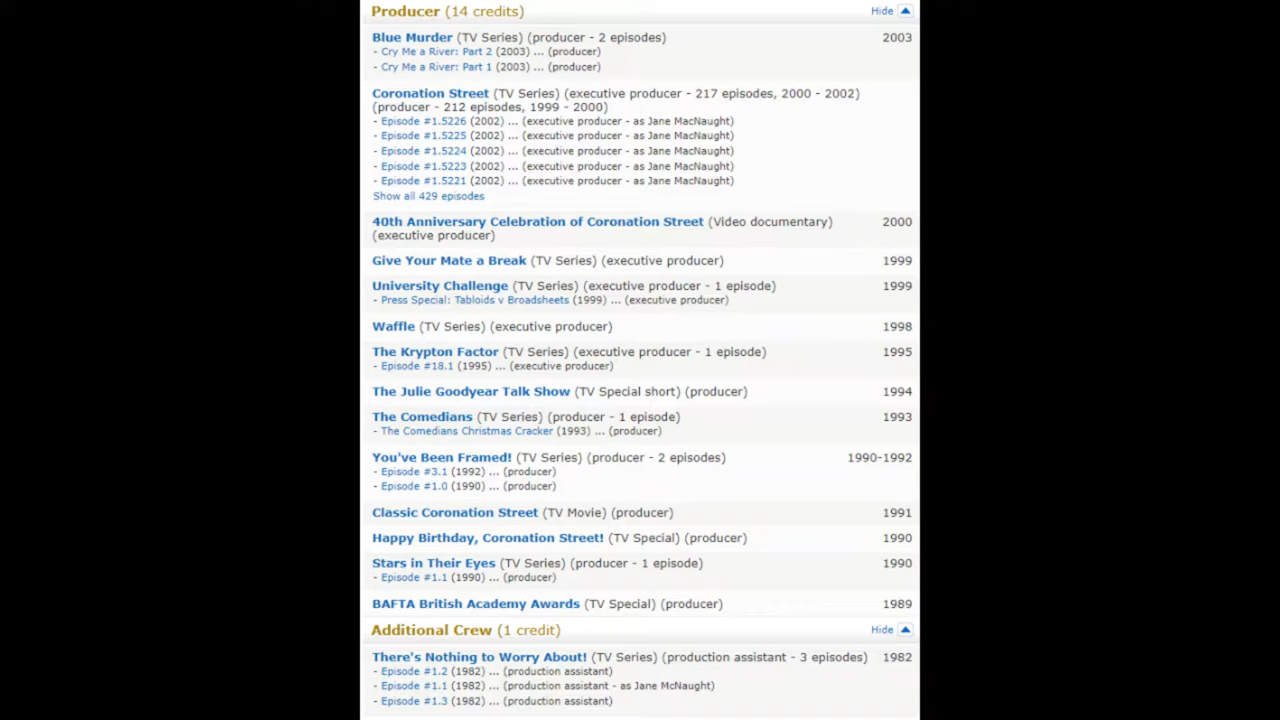 Producer (14 credits) Hide
Blue Murder (TV Series) (producer - 2 episodes) 2003
- Cry Me a River: Part 2 (2003) ... (producer)
- Cry Me a River: Part 1 (2003) ... (producer)
Coronation Street (TV Series) (executive producer - 217 episodes, 2000 - 2002)
(producer - 212 episodes, 1999 - 2000)
- Episode #1.5226 (2002) ... (executive producer - as Jane MacNaught)
- Episode #1.5225 (2002) ... (executive producer - as Jane MacNaught)
- Episode #1.5224 (2002) ... (executive producer - as Jane MacNaught)
- Episode #1.5223 (2002) ... (executive producer - as Jane MacNaught)
- Episode #1.5221 (2002) ... (executive producer - as Jane MacNaught)
Show all 429 episodes
40th Anniversary Celebration of Coronation Street (Video documentary) 2000
(executive producer)
Give Your Mate a Break (TV Series) (executive producer) 1999
University Challenge (TV Series) (executive producer - 1 episode) 1999
- Press Special: Tabloids v Broadsheets (1999) ... (executive producer)
Waffle (TV Series) (executive producer) 1998
The Krypton Factor (TV Series) (executive producer - 1 episode) 1995
- Episode #18.1 (1995) ... (executive producer)
The Julie Goodyear Talk Show (TV Special short) (producer) 1994
The Comedians (TV Series) (producer - 1 episode) 1993
- The Comedians Christmas Cracker (1993) ... (producer)
You've Been Framed! (TV Series) (producer - 2 episodes) 1990-1992
- Episode #3.1 (1992) ... (producer)
- Episode #1.0 (1990) ... (producer)
Classic Coronation Street (TV Movie) (producer) 1991
Happy Birthday, Coronation Street! (TV Special) (producer) 1990
Stars in Their Eyes (TV Series) (producer - 1 episode) 1990
- Episode #1.1 (1990) ... (producer)
BAFTA British Academy Awards (TV Special) (producer) 1989
Additional Crew (1 credit) Hide
There's Nothing to Worry About! (TV Series) (production assistant - 3 episodes) 1982
- Episode #1.2 (1982) ... (production assistant)
- Episode #1.1 (1982) ... (production assistant - as Jane McNaught)
- Episode #1.3 (1982) ... (production assistant)